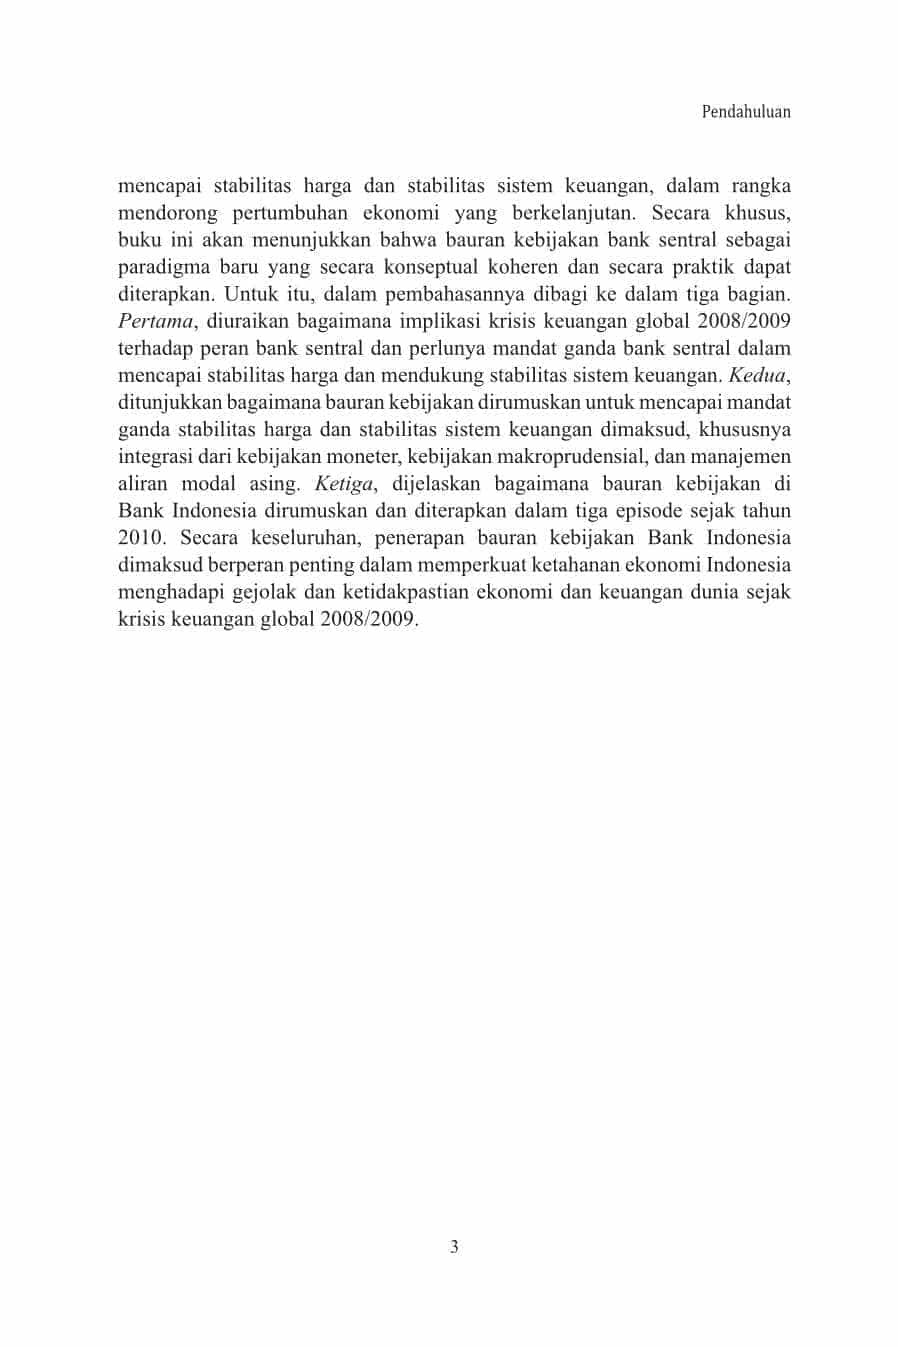 Pendahuluan
mencapai stabilitas harga dan stabilitas sistem keuangan, dalam rangka
mendorong pertumbuhan ekonomi yang berkelanjutan. Secara khusus,
buku ini akan menunjukkan bahwa bauran kebijakan bank sentral sebagai
paradigma baru yang secara konseptual koheren dan secara praktik dapat
diterapkan. Untuk itu, dalam pembahasannya dibagi ke dalam tiga bagian.
Pertama, diuraikan bagaimana implikasi krisis keuangan global 2008/2009
terhadap peran bank sentral dan perlunya mandat ganda bank sentral dalam
mencapai stabilitas harga dan mendukung stabilitas sistem keuangan. Kedua,
ditunjukkan bagaimana bauran kebijakan dirumuskan untuk mencapai mandat
ganda stabilitas harga dan stabilitas sistem keuangan dimaksud, khususnya
integrasi dari kebijakan moneter, kebijakan makroprudensial, dan manajemen
aliran modal asing. Ketiga, dijelaskan bagaimana bauran kebijakan di
Bank Indonesia dirumuskan dan diterapkan dalam tiga episode sejak tahun
2010. Secara keseluruhan, penerapan bauran kebijakan Bank Indonesia
dimaksud berperan penting dalam memperkuat ketahanan ekonomi Indonesia
menghadapi gejolak dan ketidakpastian ekonomi dan keuangan dunia sejak
krisis keuangan global 2008/2009.
3